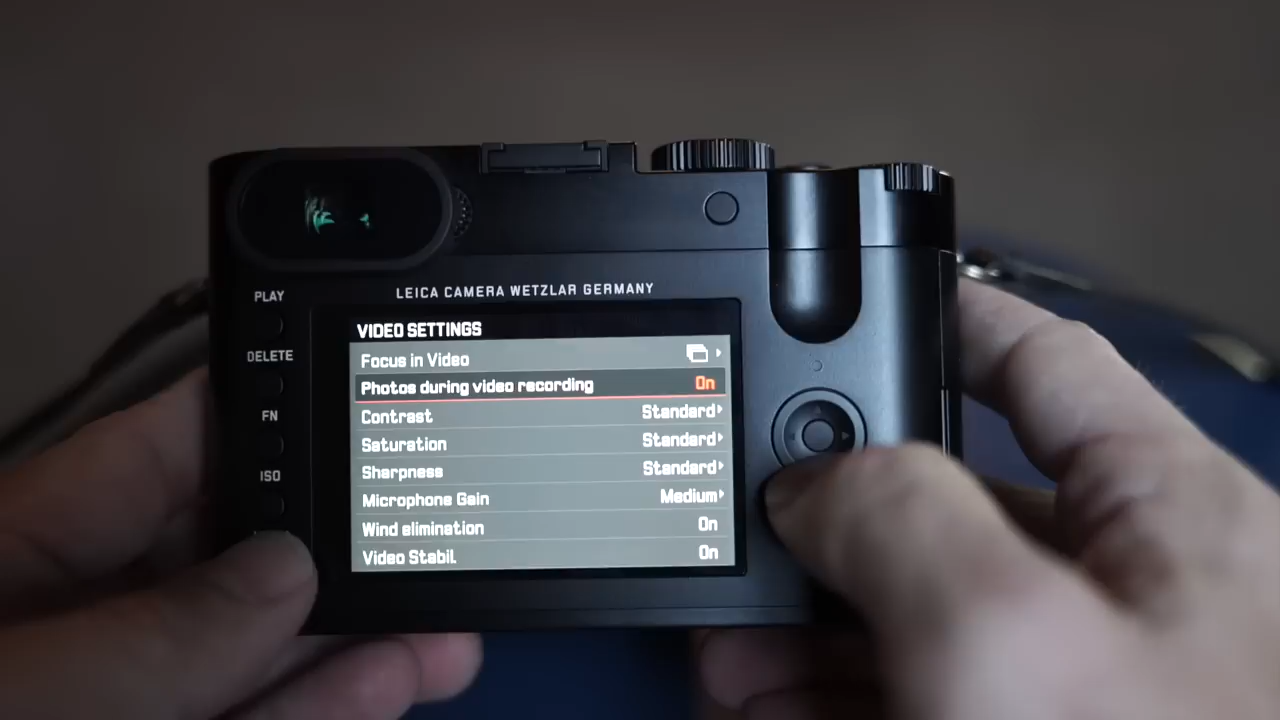 LEICA CAMERA WETZLAR GERMANY
PLAY
DELETE
FN
ISO
VIDEO SETTINGS
Focus in Video
Photos during video recording On
Contrast Standard
Saturation Standard
Sharpness Standard
Microphone Gain Medium
Wind elimination On
Video Stabil. On